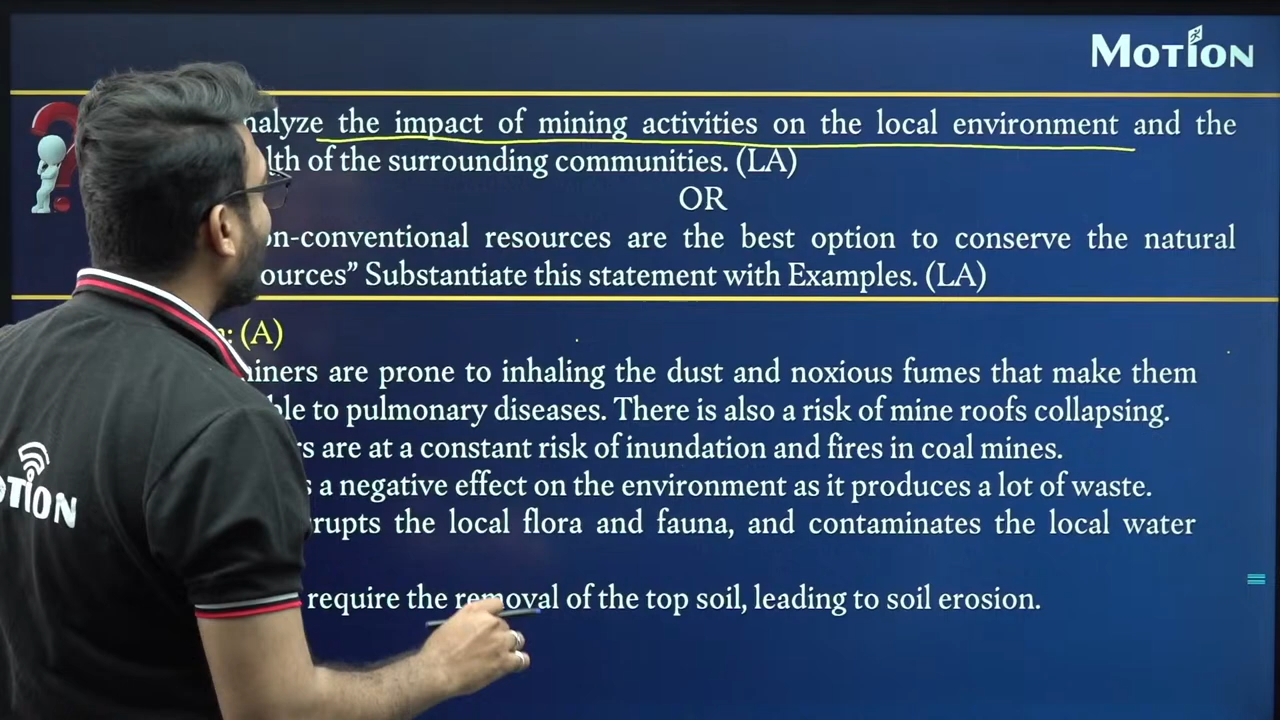 MOTION
nalyze the impact of mining activities on the local environment and the
lth of the surrounding communities. (LA)
OR
on-conventional resources are the best option to conserve the natural
ources” Substantiate this statement with Examples. (LA)
: (A)
iners are prone to inhaling the dust and noxious fumes that make them
ble to pulmonary diseases. There is also a risk of mine roofs collapsing.
rs are at a constant risk of inundation and fires in coal mines.
s a negative effect on the environment as it produces a lot of waste.
rupts the local flora and fauna, and contaminates the local water
require the removal of the top soil, leading to soil erosion.
OTION